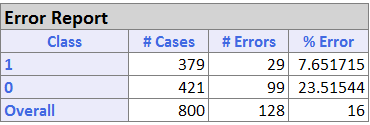 Error Report
Class # Cases # Errors % Error
1 379 29 7.651715
0 421 99 23.51544
Overall 800 128 16